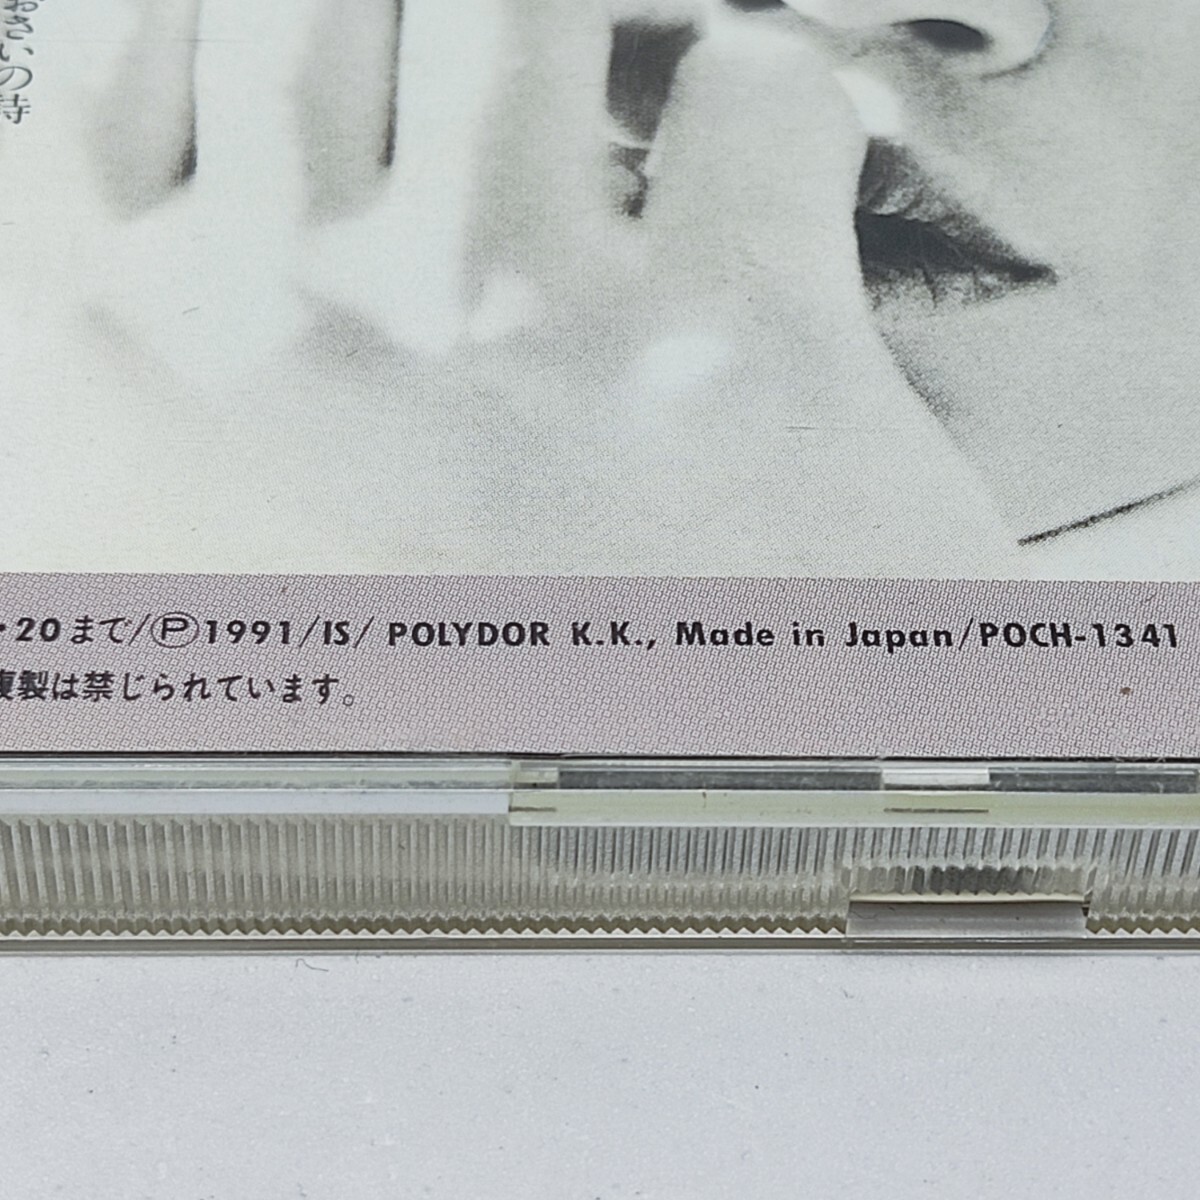 おさいの詩
・20まで/Ⓟ1991/IS/ POLYDOR K.K., Made in Japan/POCH-1341
複製は禁じられています。